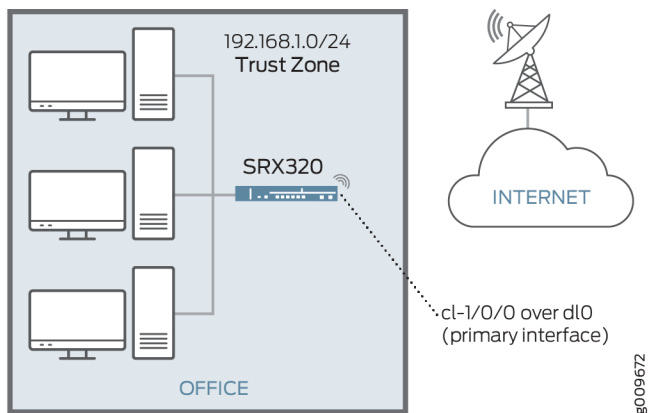 192.168.1.0/24
Trust Zone
SRX320
INTERNET
cl-1/0/0 over dl0
(primary interface)
OFFICE
g009672